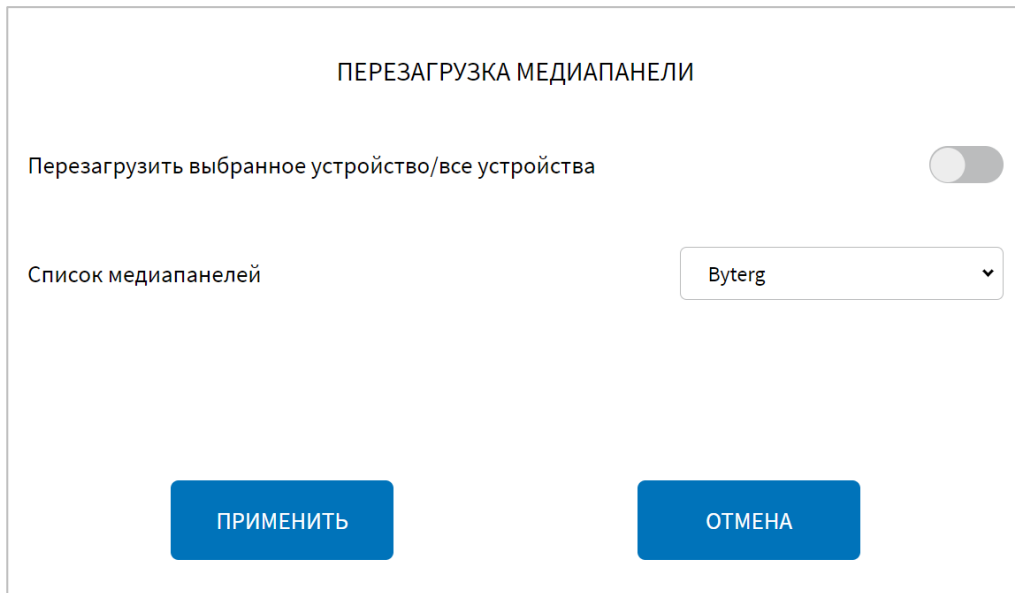 ПЕРЕЗАГРУЗКА МЕДИАПАНЕЛИ
Перезагрузить выбранное устройство/все устройства
Список медиапанелей
Byterg
ПРИМЕНИТЬ
ОТМЕНА